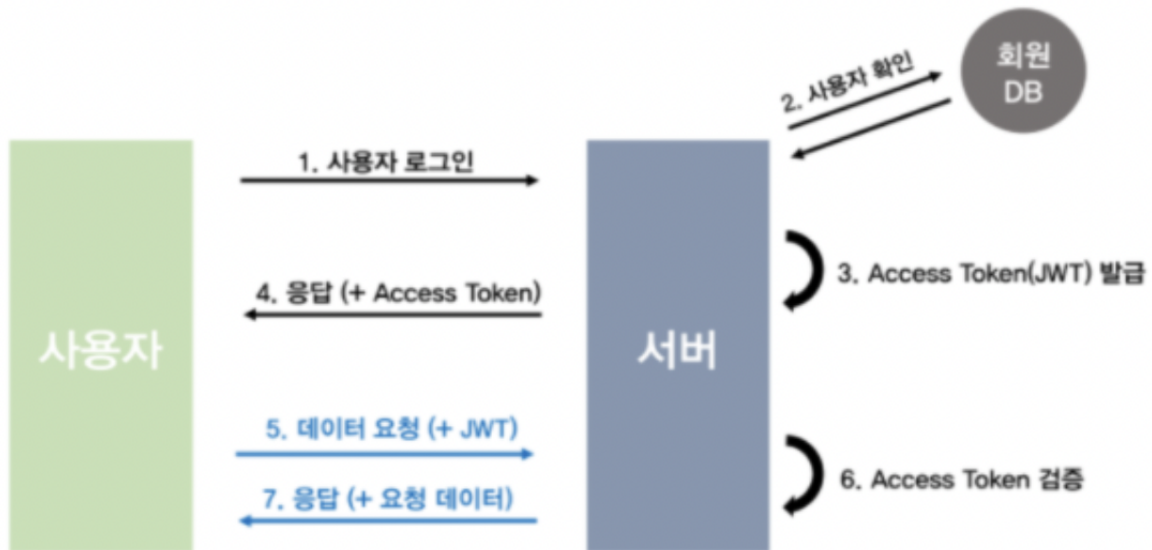 회원
DB
2. 사용자 확인
1. 사용자 로그인
3. Access Token(JWT) 발급
4. 응답 (+ Access Token)
사용자
서버
5. 데이터 요청 (+ JWT)
6. Access Token 검증
7. 응답 (+ 요청 데이터)